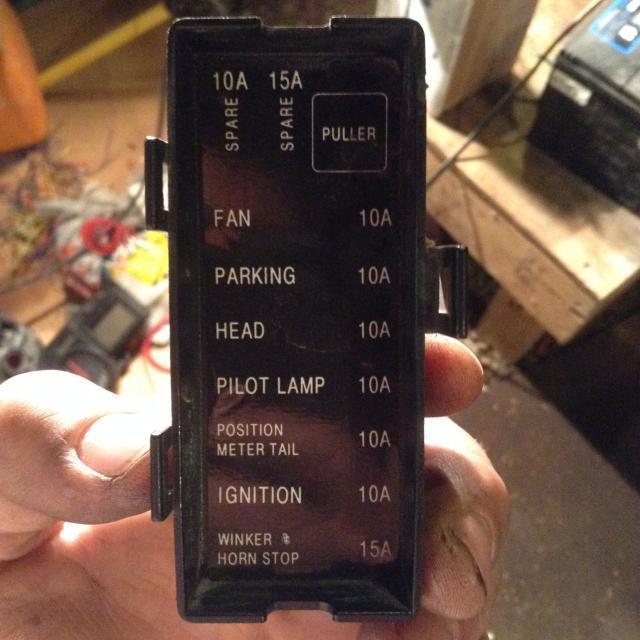 10A 15A
SPARE SPARE
PULLER
FAN 10A
PARKING 10A
HEAD 10A
PILOT LAMP 10A
POSITION
METER TAIL 10A
IGNITION 10A
WINKER &
HORN STOP 15A